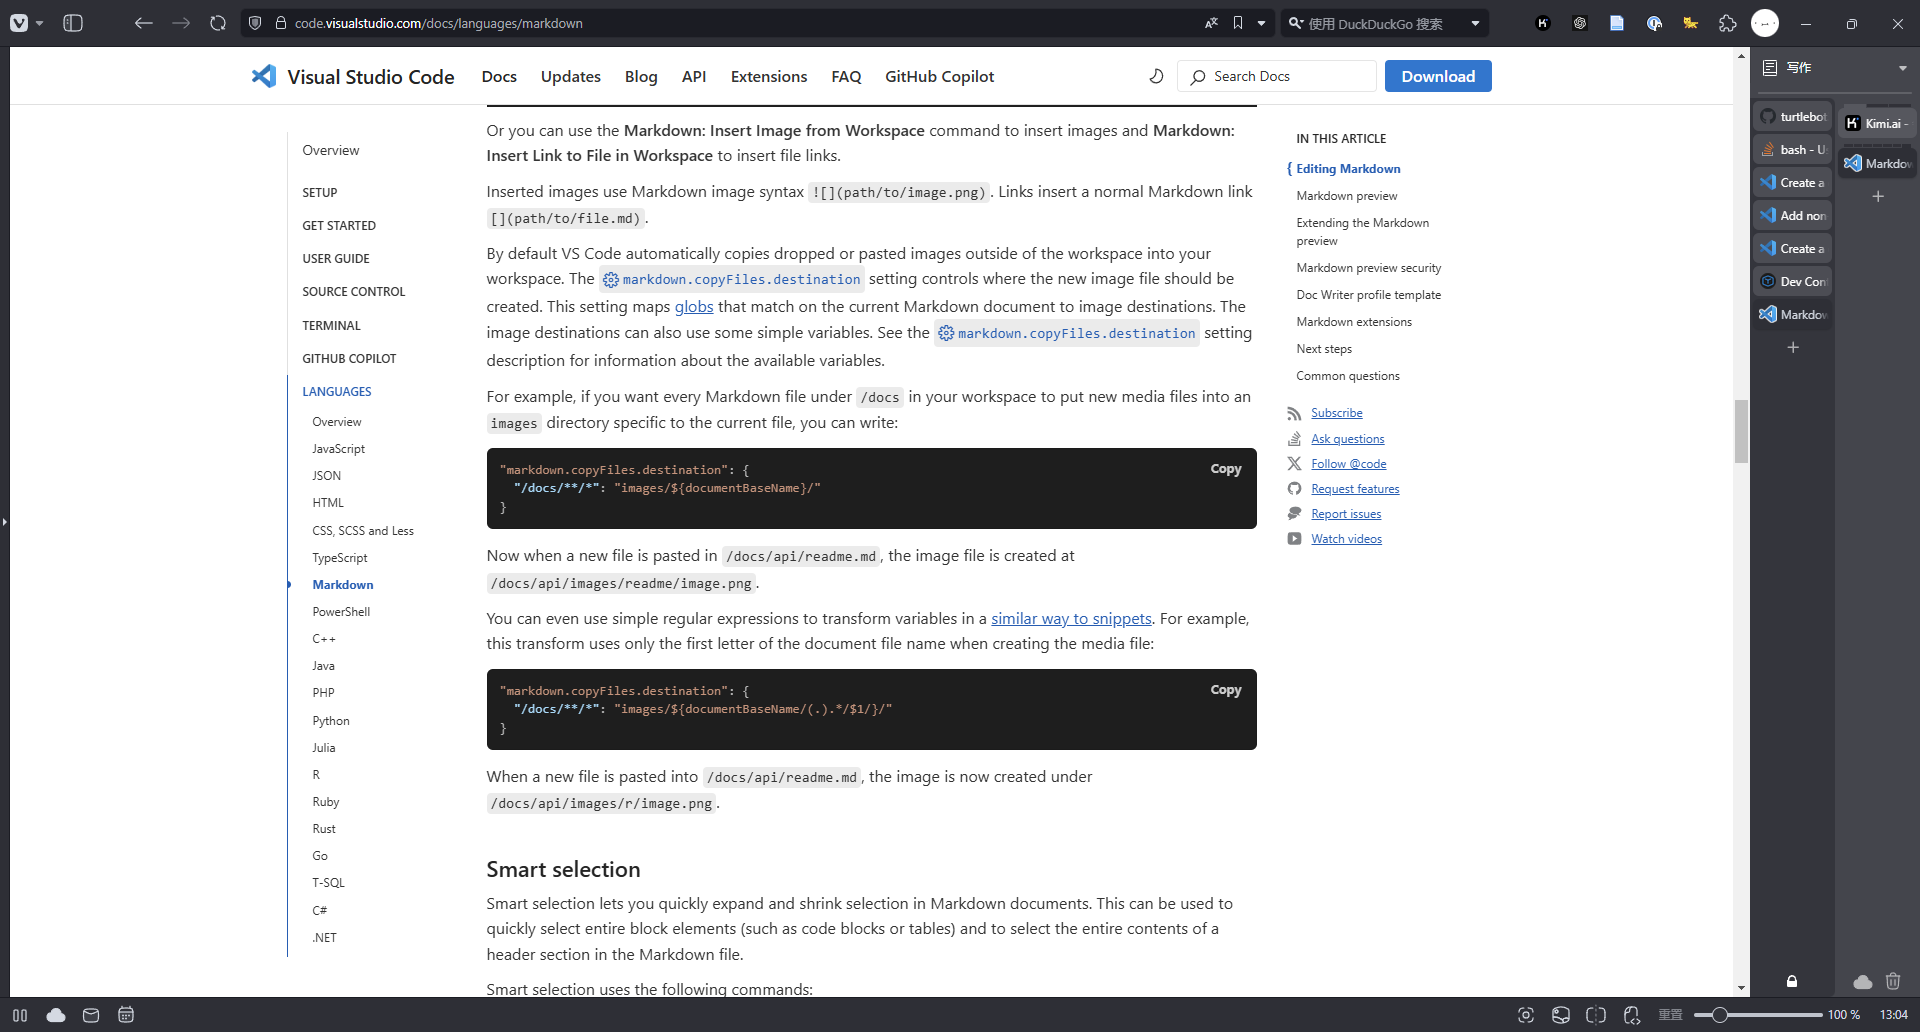 code.visualstudio.com/docs/languages/markdown
使用 DuckDuckGo 搜索
写作
Visual Studio Code
Docs
Updates
Blog
API
Extensions
FAQ
GitHub Copilot
Search Docs
Download
Overview
SETUP
GET STARTED
USER GUIDE
SOURCE CONTROL
TERMINAL
GITHUB COPILOT
LANGUAGES
Overview
JavaScript
JSON
HTML
CSS, SCSS and Less
TypeScript
Markdown
PowerShell
C++
Java
PHP
Python
Julia
R
Ruby
Rust
Go
T-SQL
C#
.NET
Or you can use the Markdown: Insert Image from Workspace command to insert images and Markdown:
Insert Link to File in Workspace to insert file links.
Inserted images use Markdown image syntax ![](path/to/image.png). Links insert a normal Markdown link
[](path/to/file.md).
By default VS Code automatically copies dropped or pasted images outside of the workspace into your
workspace. The markdown.copyFiles.destination setting controls where the new image file should be
created. This setting maps globs that match on the current Markdown document to image destinations. The
image destinations can also use some simple variables. See the markdown.copyFiles.destination setting
description for information about the available variables.
For example, if you want every Markdown file under /docs in your workspace to put new media files into an
images directory specific to the current file, you can write:
"markdown.copyFiles.destination": {
"/docs/**/*": "images/${documentBaseName}/"
}
Copy
Now when a new file is pasted in /docs/api/readme.md, the image file is created at
/docs/api/images/readme/image.png.
You can even use simple regular expressions to transform variables in a similar way to snippets. For example,
this transform uses only the first letter of the document file name when creating the media file:
"markdown.copyFiles.destination": {
"/docs/**/*": "images/${documentBaseName/(.).*/$1/}/"
}
Copy
When a new file is pasted into /docs/api/readme.md, the image is now created under
/docs/api/images/r/image.png.
Smart selection
Smart selection lets you quickly expand and shrink selection in Markdown documents. This can be used to
quickly select entire block elements (such as code blocks or tables) and to select the entire contents of a
header section in the Markdown file.
Smart selection uses the following commands:
IN THIS ARTICLE
Editing Markdown
Markdown preview
Extending the Markdown
preview
Markdown preview security
Doc Writer profile template
Markdown extensions
Next steps
Common questions
Subscribe
Ask questions
Follow @code
Request features
Report issues
Watch videos
turtlebot
bash - U
Create a
Add non
Create a
Dev Con
Markdow
Kimi.ai -
Markdow
重置
100 %
13:04